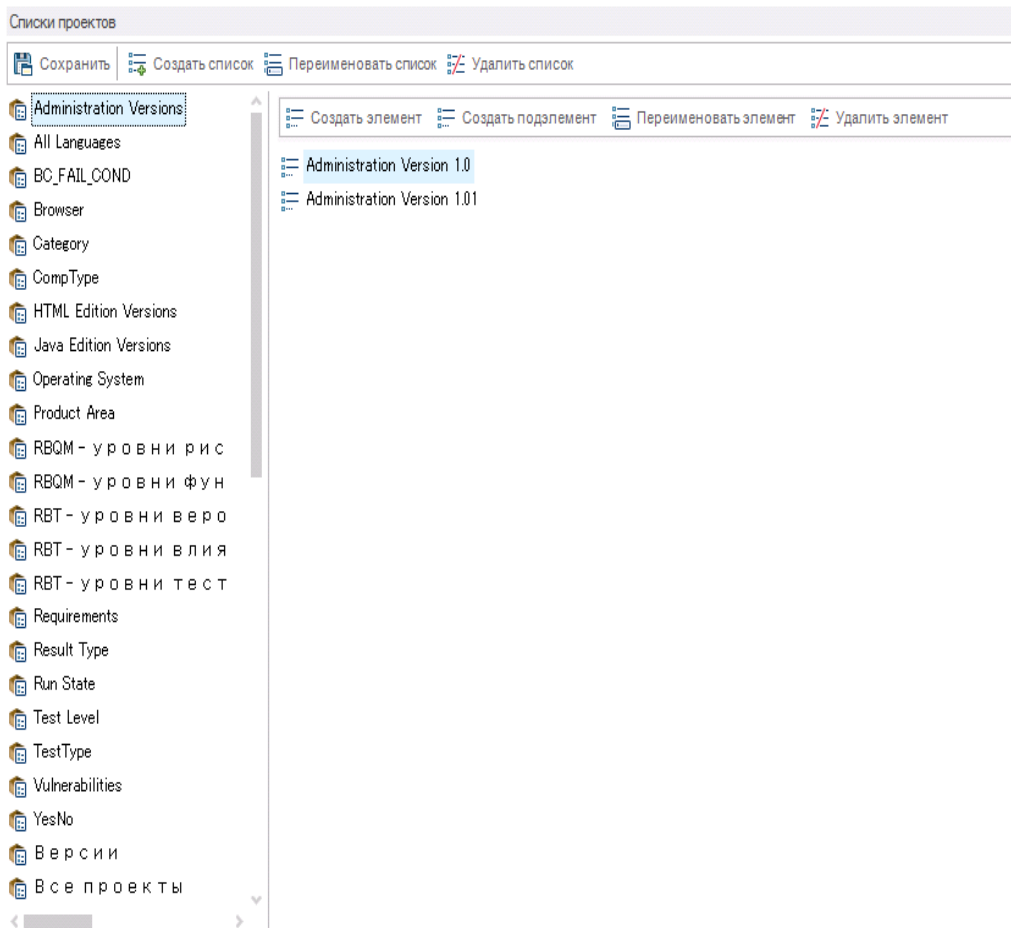 Списки проектов
Сохранить Создать список Переименовать список Удалить список
Administration Versions
All Languages
BC_FAIL_COND
Browser
Category
CompType
HTML Edition Versions
Java Edition Versions
Operating System
Product Area
RBQM - уровни рис
RBQM - уровни фун
RBT - уровни веро
RBT - уровни влия
RBT - уровни тест
Requirements
Result Type
Run State
Test Level
TestType
Vulnerabilities
YesNo
Версии
Все проекты
Создать элемент Создать подэлемент Переименовать элемент Удалить элемент
Administration Version 1.0
Administration Version 1.01